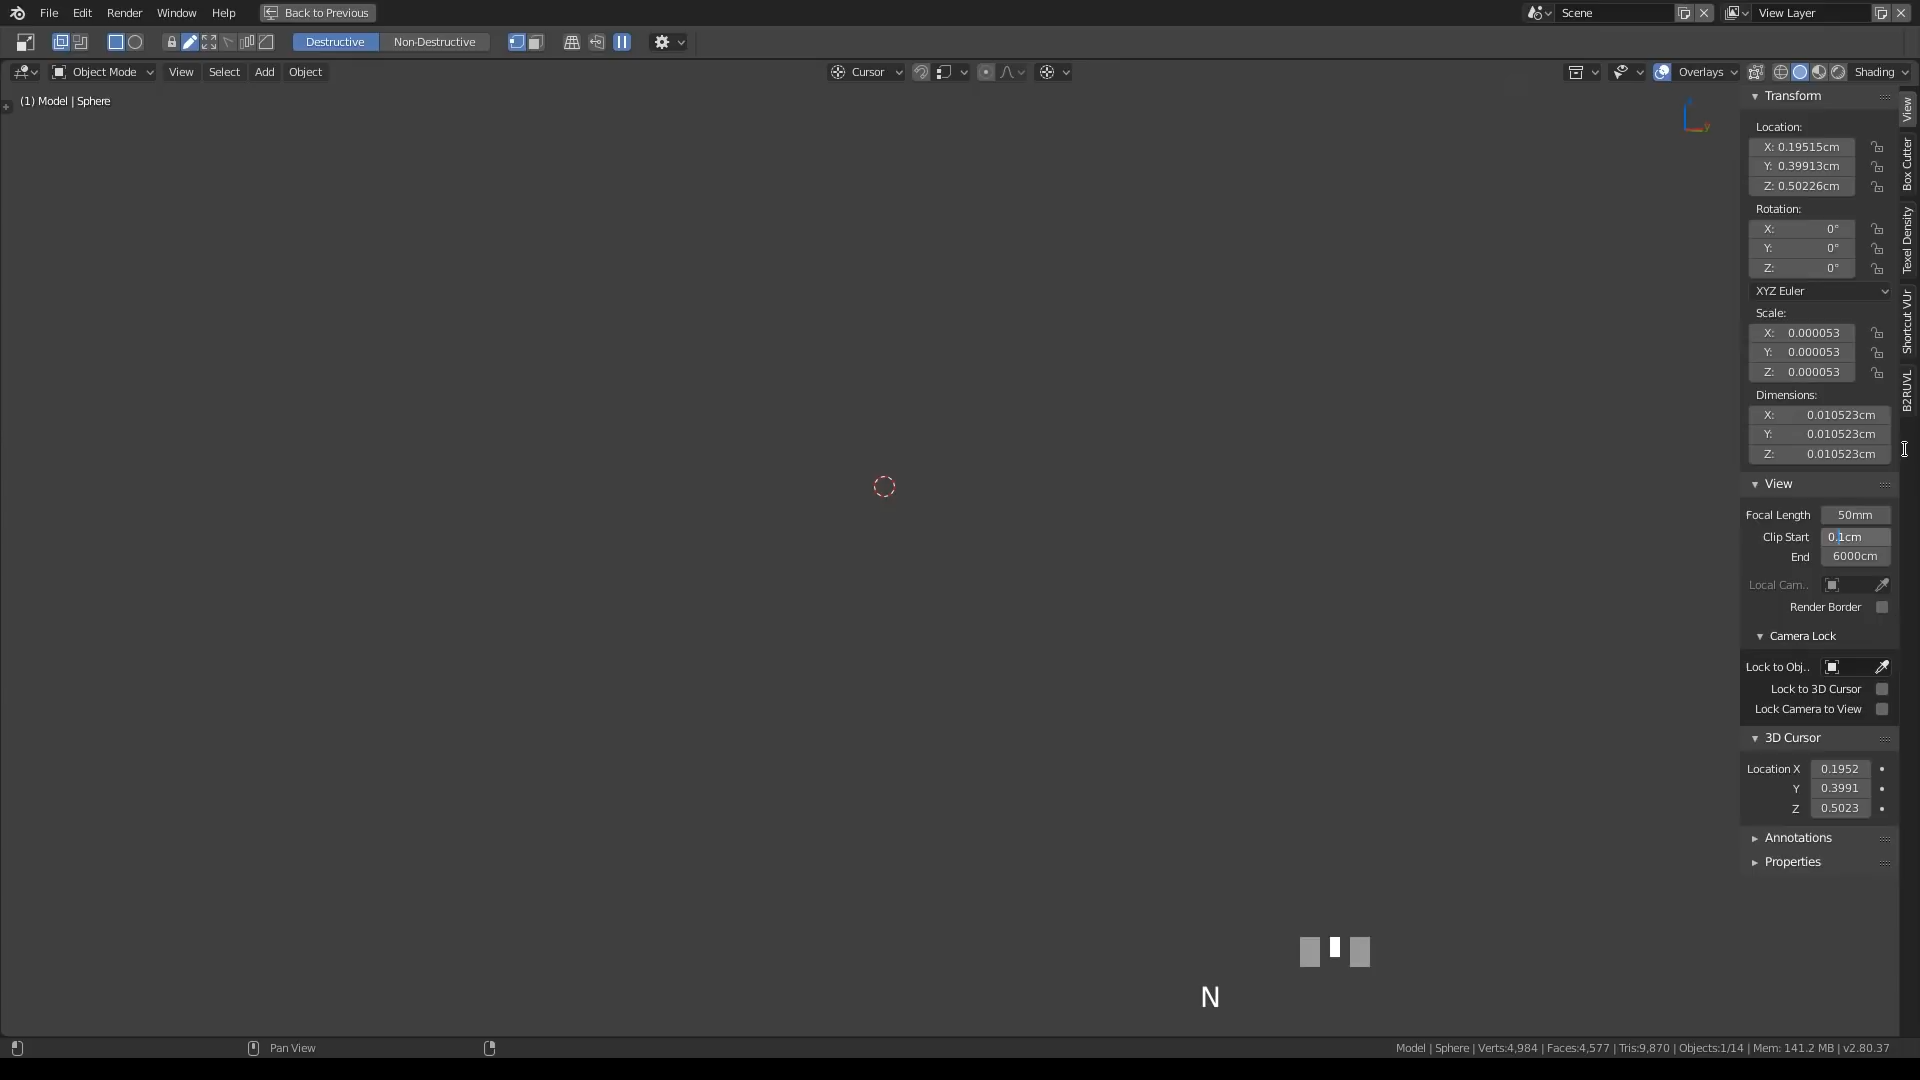 File Edit Render Window Help Back to Previous Scene View Layer
Destructive Non-Destructive
Object Mode View Select Add Object Cursor Overlays Shading
(1) Model | Sphere
Transform
Location:
X: 0.19515cm
Y: 0.39913cm
Z: 0.50226cm
Rotation:
X: 0°
Y: 0°
Z: 0°
XYZ Euler
Scale:
X: 0.000053
Y: 0.000053
Z: 0.000053
Dimensions:
X: 0.010523cm
Y: 0.010523cm
Z: 0.010523cm
View
Focal Length 50mm
Clip Start 0.1cm
End 6000cm
Local Cam..
Render Border
Camera Lock
Lock to Obj..
Lock to 3D Cursor
Lock Camera to View
3D Cursor
Location X 0.1952
Y 0.3991
Z 0.5023
Annotations
Properties
View
Box Cutter
Texel Density
Shortcut VUr
B2RUVL
N
Pan View
Model | Sphere | Verts:4,984 | Faces:4,577 | Tris:9,870 | Objects:1/14 | Mem: 141.2 MB | v2.80.37